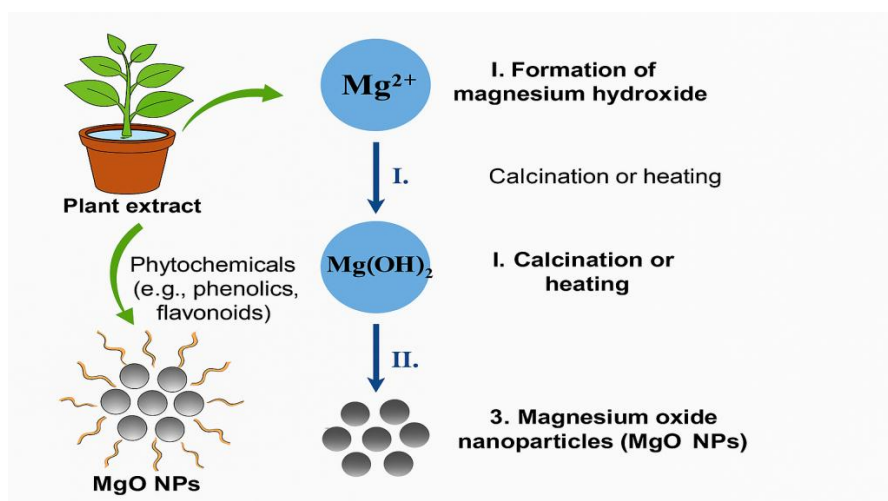 Plant extract
Phytochemicals
(e.g., phenolics,
flavonoids)
MgO NPs
Mg²⁺
I.
Mg(OH)₂
II.
I. Formation of
magnesium hydroxide
Calcination or heating
I. Calcination or
heating
3. Magnesium oxide
nanoparticles (MgO NPs)